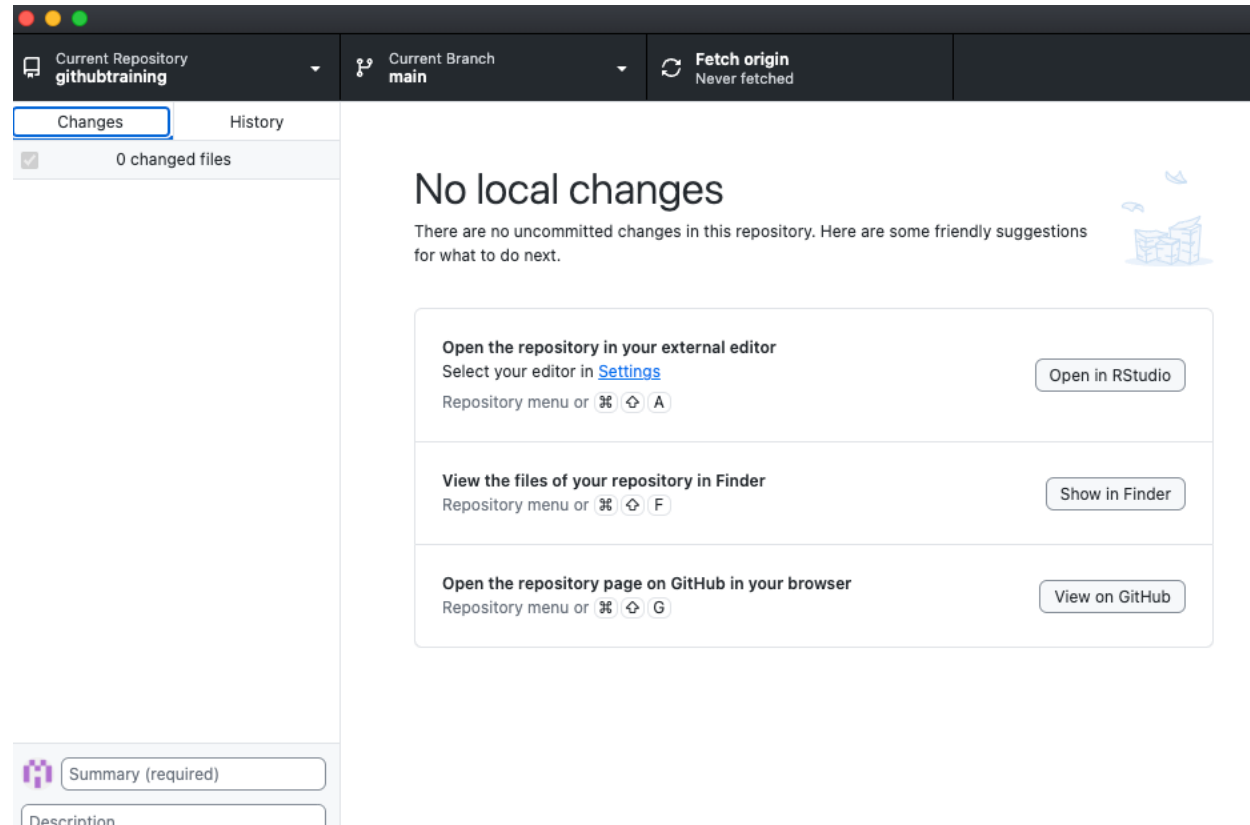 Current Repository
githubtraining
Current Branch
main
Fetch origin
Never fetched
Changes
History
0 changed files
No local changes
There are no uncommitted changes in this repository. Here are some friendly suggestions
for what to do next.
Open the repository in your external editor
Select your editor in Settings
Repository menu or ⌘ ⇧ A
Open in RStudio
View the files of your repository in Finder
Repository menu or ⌘ ⇧ F
Show in Finder
Open the repository page on GitHub in your browser
Repository menu or ⌘ ⇧ G
View on GitHub
Summary (required)
Description